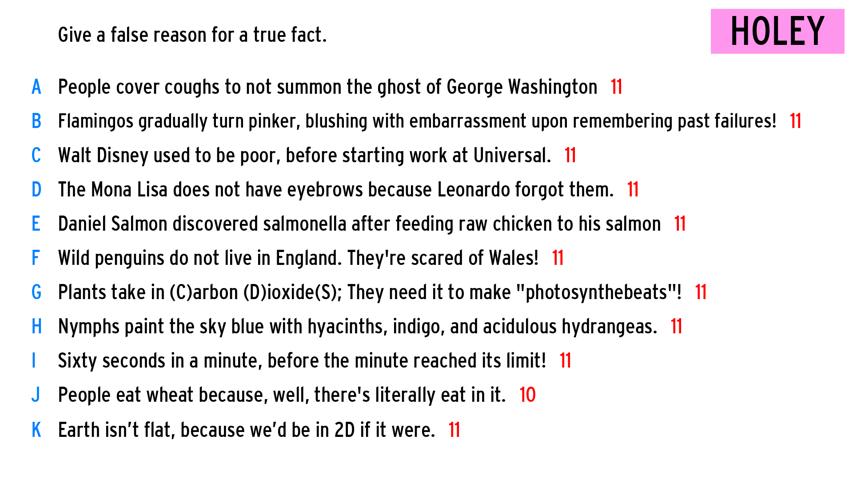 Give a false reason for a true fact.
HOLEY
A People cover coughs to not summon the ghost of George Washington 11
B Flamingos gradually turn pinker, blushing with embarrassment upon remembering past failures! 11
C Walt Disney used to be poor, before starting work at Universal. 11
D The Mona Lisa does not have eyebrows because Leonardo forgot them. 11
E Daniel Salmon discovered salmonella after feeding raw chicken to his salmon 11
F Wild penguins do not live in England. They're scared of Wales! 11
G Plants take in (C)arbon (D)ioxide(S); They need it to make "photosynthebeats"! 11
H Nymphs paint the sky blue with hyacinths, indigo, and acidulous hydrangeas. 11
I Sixty seconds in a minute, before the minute reached its limit! 11
J People eat wheat because, well, there's literally eat in it. 10
K Earth isn’t flat, because we’d be in 2D if it were. 11